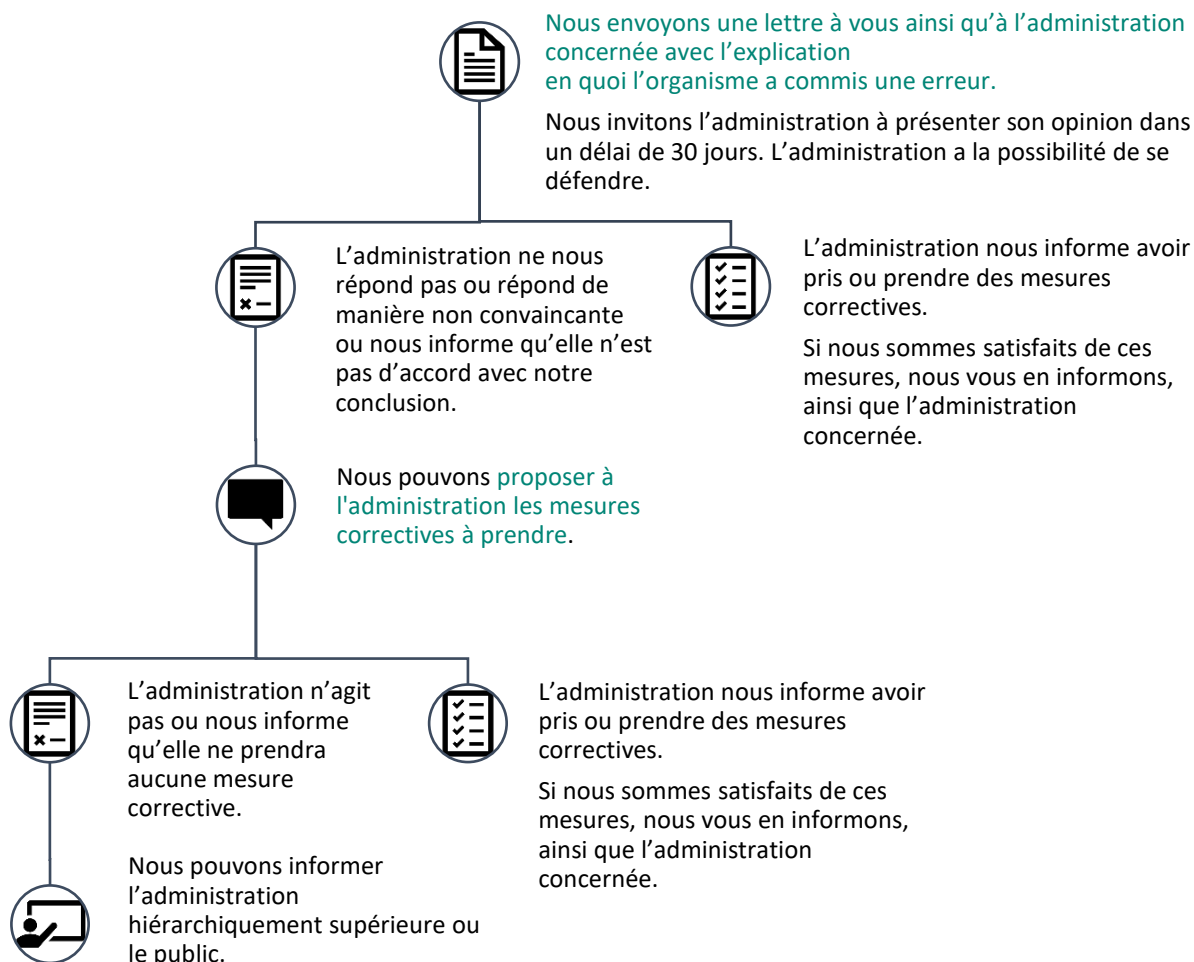 Nous envoyons une lettre à vous ainsi qu’à l’administration
concernée avec l’explication
en quoi l’organisme a commis une erreur.
Nous invitons l’administration à présenter son opinion dans
un délai de 30 jours. L’administration a la possibilité de se
défendre.
L’administration ne nous
répond pas ou répond de
manière non convaincante
ou nous informe qu’elle n’est
pas d’accord avec notre
conclusion.
L’administration nous informe avoir
pris ou prendre des mesures
correctives.
Si nous sommes satisfaits de ces
mesures, nous vous en informons,
ainsi que l’administration
concernée.
Nous pouvons proposer à
l'administration les mesures
correctives à prendre.
L’administration n’agit
pas ou nous informe
qu’elle ne prendra
aucune mesure
corrective.
L’administration nous informe avoir
pris ou prendre des mesures
correctives.
Si nous sommes satisfaits de ces
mesures, nous vous en informons,
ainsi que l’administration
concernée.
Nous pouvons informer
l’administration
hiérarchiquement supérieure ou
le public.